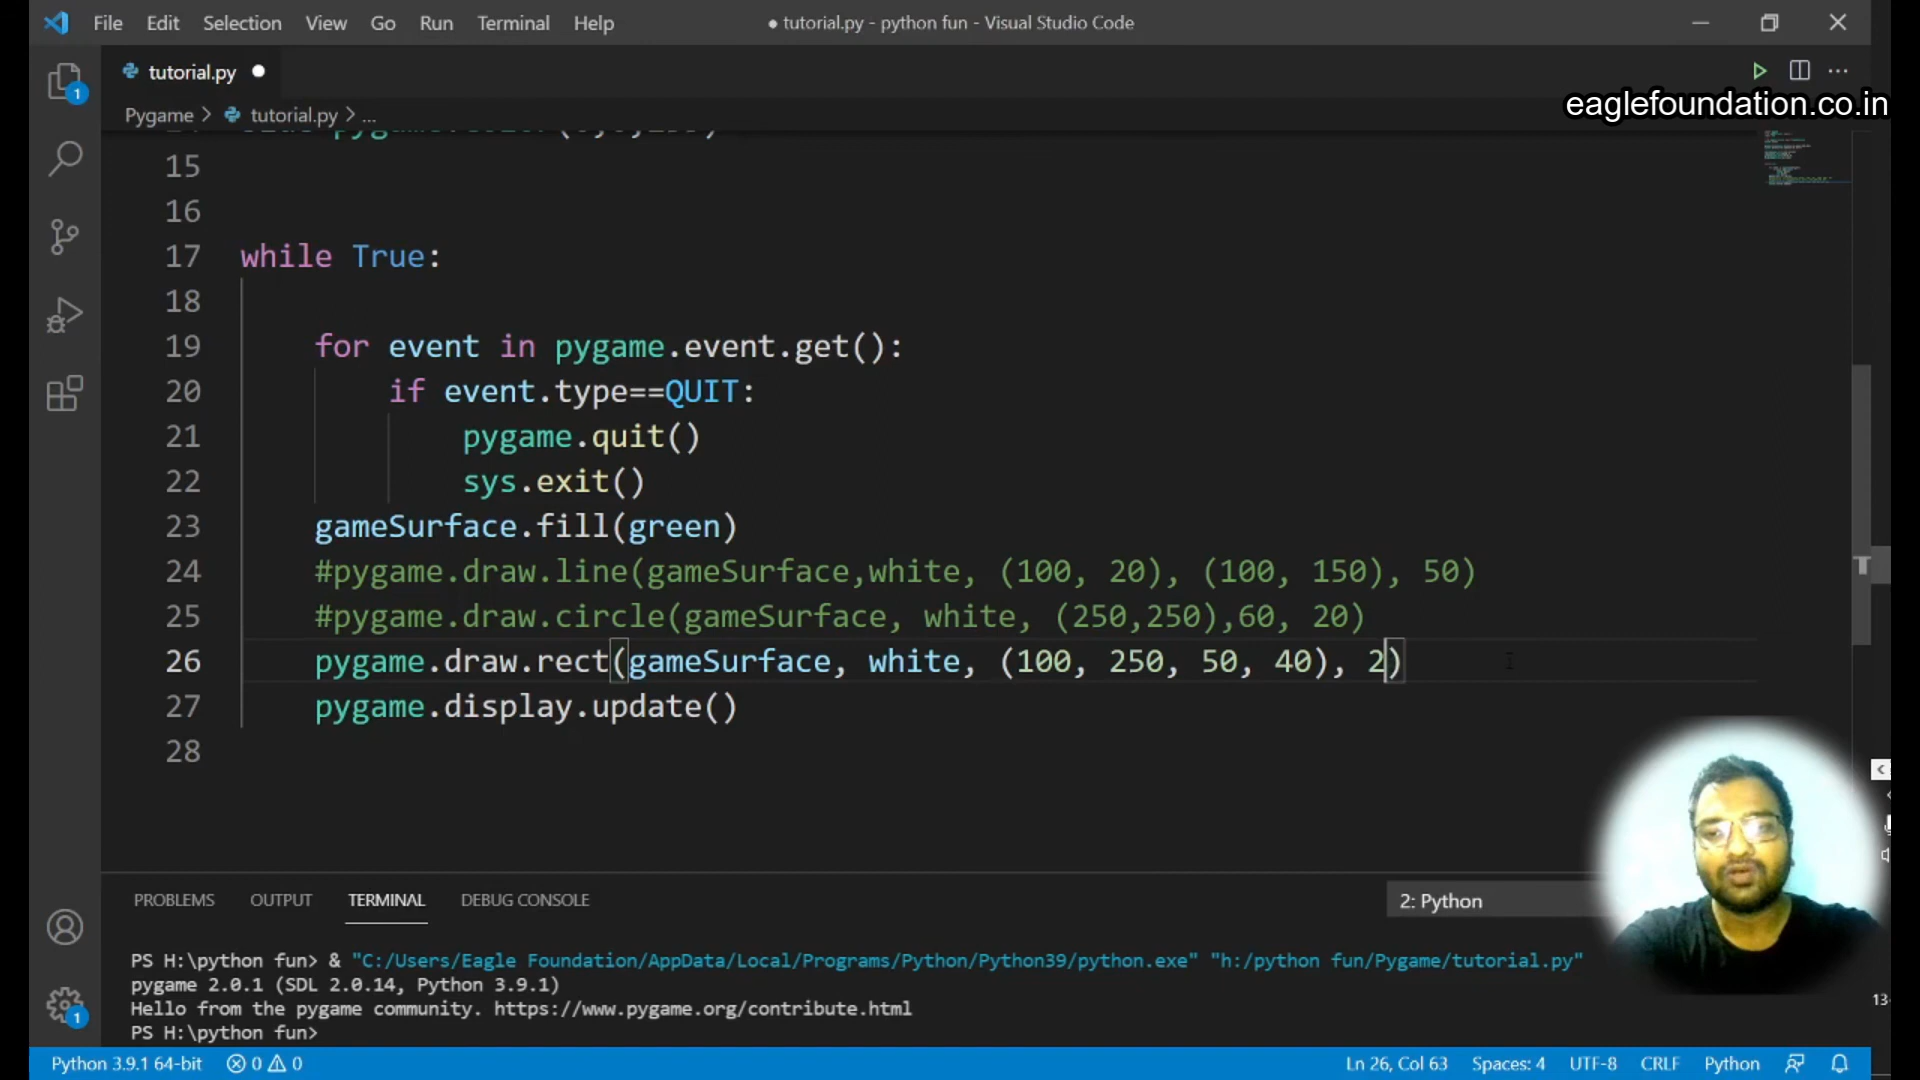 File Edit Selection View Go Run Terminal Help
● tutorial.py - python fun - Visual Studio Code
tutorial.py
eaglefoundation.co.in
1
Pygame > tutorial.py > ...
15
16
17 while True:
18
19 for event in pygame.event.get():
20 if event.type==QUIT:
21 pygame.quit()
22 sys.exit()
23 gameSurface.fill(green)
24 #pygame.draw.line(gameSurface,white, (100, 20), (100, 150), 50)
25 #pygame.draw.circle(gameSurface, white, (250,250),60, 20)
26 pygame.draw.rect(gameSurface, white, (100, 250, 50, 40), 2)
27 pygame.display.update()
28
PROBLEMS OUTPUT TERMINAL DEBUG CONSOLE
2: Python
PS H:\python fun> & "C:/Users/Eagle Foundation/AppData/Local/Programs/Python/Python39/python.exe" "h:/python fun/Pygame/tutorial.py"
pygame 2.0.1 (SDL 2.0.14, Python 3.9.1)
Hello from the pygame community. https://www.pygame.org/contribute.html
PS H:\python fun>
1
Python 3.9.1 64-bit 0 0
Ln 26, Col 63 Spaces: 4 UTF-8 CRLF Python